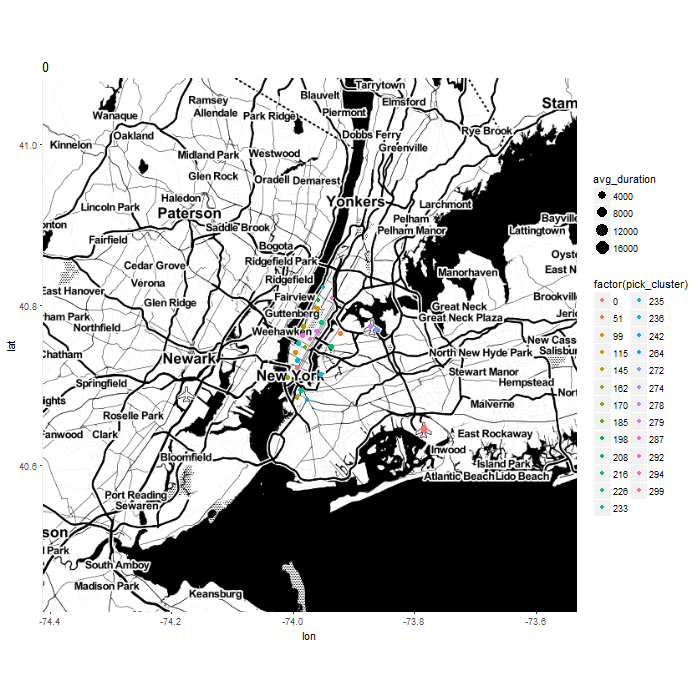 0
Tarrytown
Blauvelt
Elmsford
Ramsey
Stam
Wanaque
Allendale
Park Ridge
Piermont
Oakland
Dobbs Ferry
Rye Brook
Kinnelon
Greenville
Midland Park
Westwood
Glen Rock
Oradell
Demarest
Haledon
Yonkers
Larchmont
Lincoln Park
Paterson
Pelham
Bayville
onton
Saddle Brook
Pelham Manor
Lattingtown
Fairfield
Bogota
Oyste
Cedar Grove
Ridgefield Park
Manorhaven
East N
Verona
Ridgefield
East Hanover
Fairview
Brookville
Glen Ridge
Great Neck
rham Park
Guttenberg
Great Neck Plaza
Jeric
Northfield
Weehawken
New Cass
Chatham
Newark
North New Hyde Park
Salisbur
New York
Stewart Manor
Springfield
Hempstead
Nort
ights
Malverne
Roselle Park
Fanwood
Clark
East Rockaway
Inwood
Bloomfield
Island Park
Atlantic Beach
Lido Beach
Port Reading
Sewaren
son
l Park
South Amboy
Madison Park
Keansburg
41.0
40.8
40.6
lat
-74.4
-74.2
-74.0
-73.8
-73.6
lon
avg_duration
4000
8000
12000
16000
factor(pick_cluster)
0
51
99
115
145
162
170
185
198
208
216
226
233
235
236
242
264
272
274
278
279
287
292
294
299